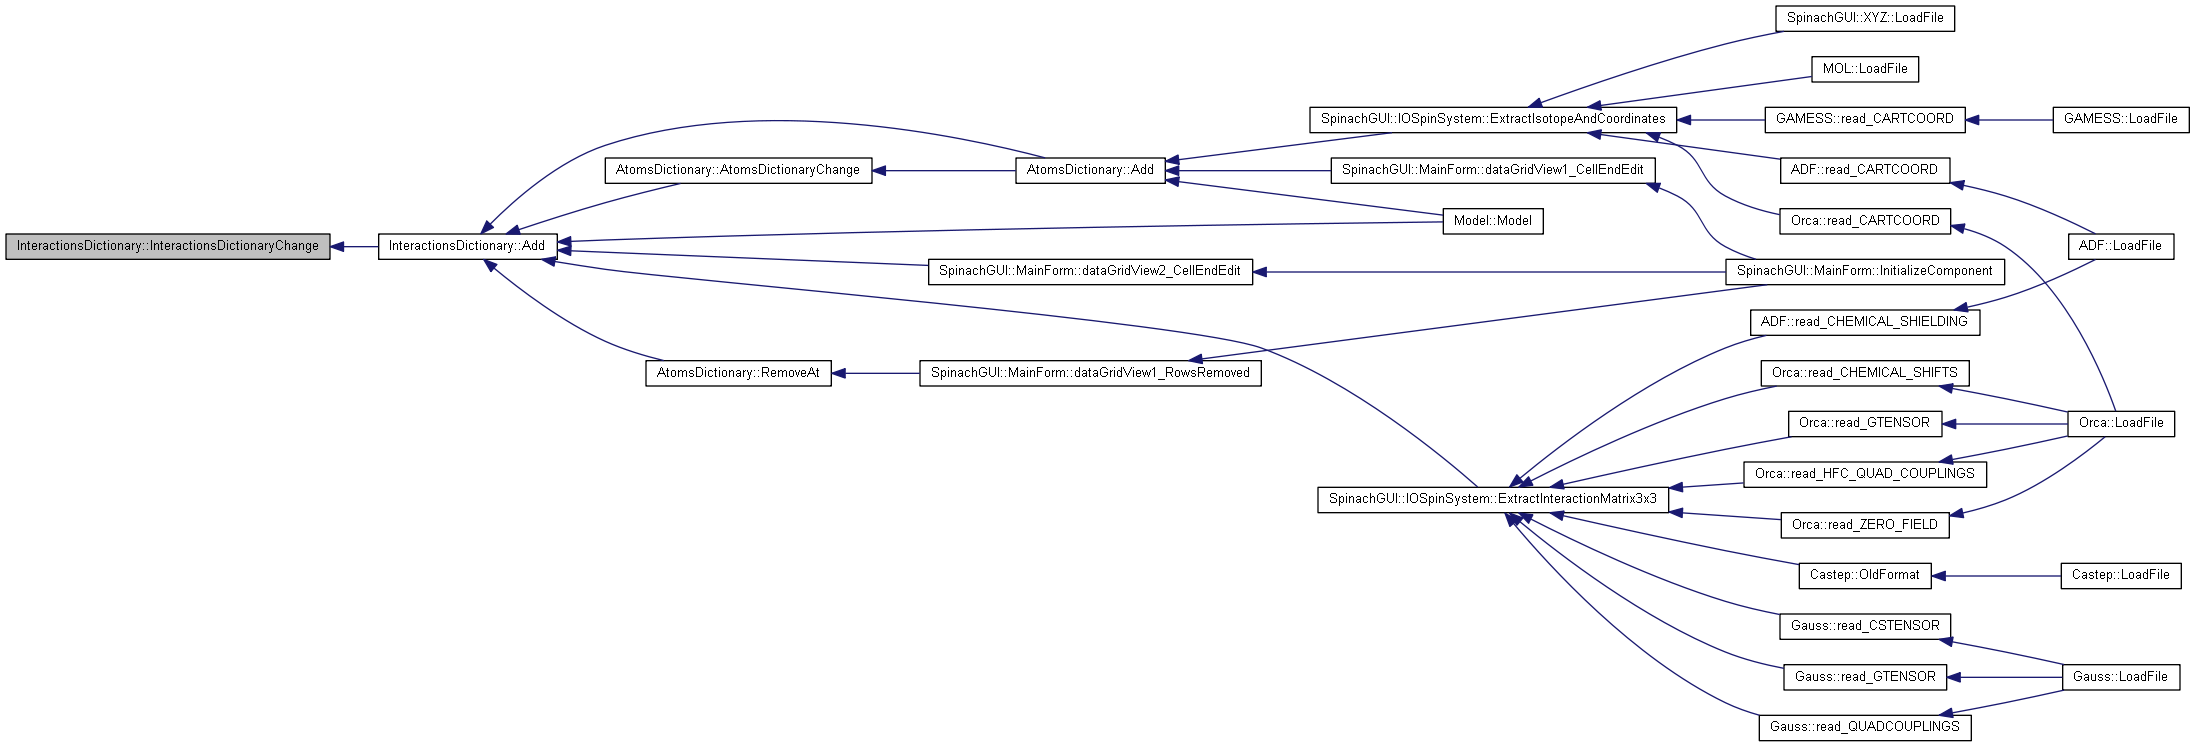 SpinachGUI::XYZ::LoadFile
MOL::LoadFile
SpinachGUI::IOSpinSystem::ExtractIsotopeAndCoordinates
GAMESS::read_CARTCOORD
GAMESS::LoadFile
AtomsDictionary::AtomsDictionaryChange
AtomsDictionary::Add
SpinachGUI::MainForm::dataGridView1_CellEndEdit
ADF::read_CARTCOORD
Model::Model
Orca::read_CARTCOORD
InteractionsDictionary::InteractionsDictionaryChange
InteractionsDictionary::Add
ADF::LoadFile
SpinachGUI::MainForm::dataGridView2_CellEndEdit
SpinachGUI::MainForm::InitializeComponent
ADF::read_CHEMICAL_SHIELDING
AtomsDictionary::RemoveAt
SpinachGUI::MainForm::dataGridView1_RowsRemoved
Orca::read_CHEMICAL_SHIFTS
Orca::read_GTENSOR
Orca::LoadFile
Orca::read_HFC_QUAD_COUPLINGS
SpinachGUI::IOSpinSystem::ExtractInteractionMatrix3x3
Orca::read_ZERO_FIELD
Castep::OldFormat
Castep::LoadFile
Gauss::read_CSTENSOR
Gauss::read_GTENSOR
Gauss::LoadFile
Gauss::read_QUADCOUPLINGS